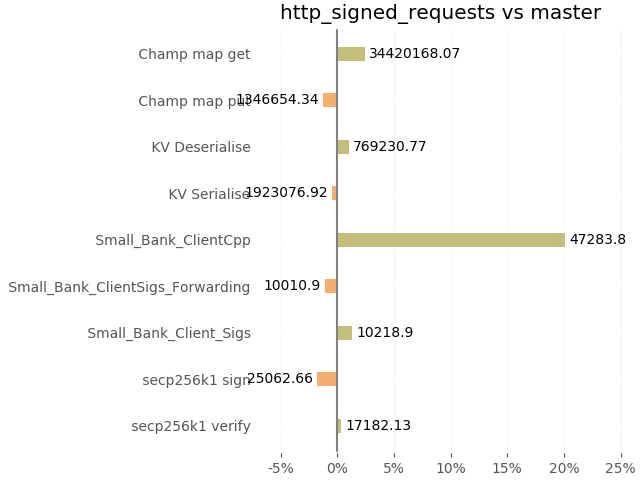 http_signed_requests vs master
Champ map get 34420168.07
Champ map put 1346654.34
KV Deserialise 769230.77
KV Serialise 1923076.92
Small_Bank_ClientCpp 47283.8
Small_Bank_ClientSigs_Forwarding 10010.9
Small_Bank_Client_Sigs 10218.9
secp256k1 sign 25062.66
secp256k1 verify 17182.13
-5% 0% 5% 10% 15% 20% 25%